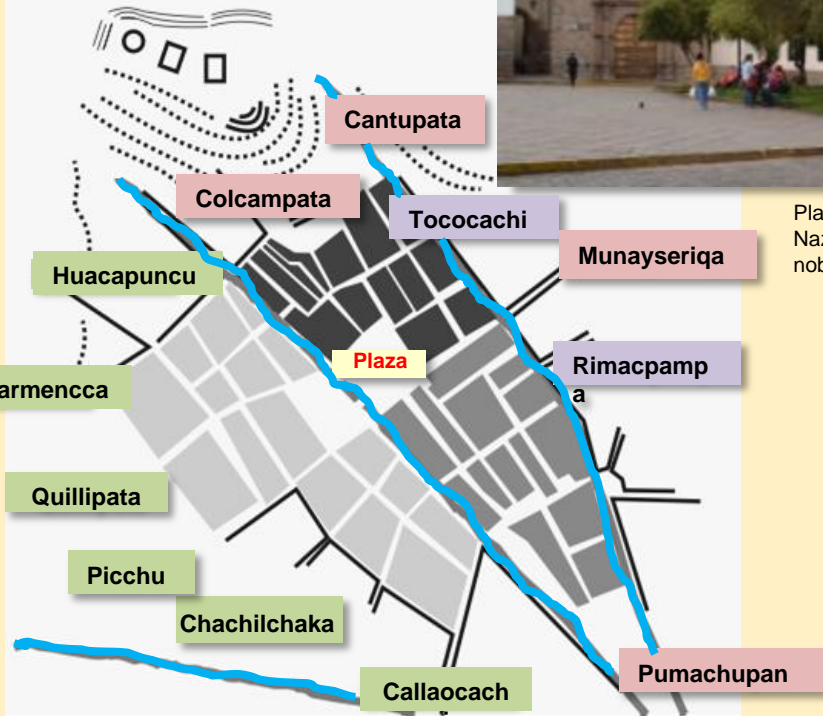 Cantupata
Colcampata
Tococachi
Munayseriqa
Huacapuncu
Pla
Naz
nob
Plaza
Rimacpamp
a
armencca
Quillipata
Picchu
Chachilchaka
Callaocach
Pumachupan